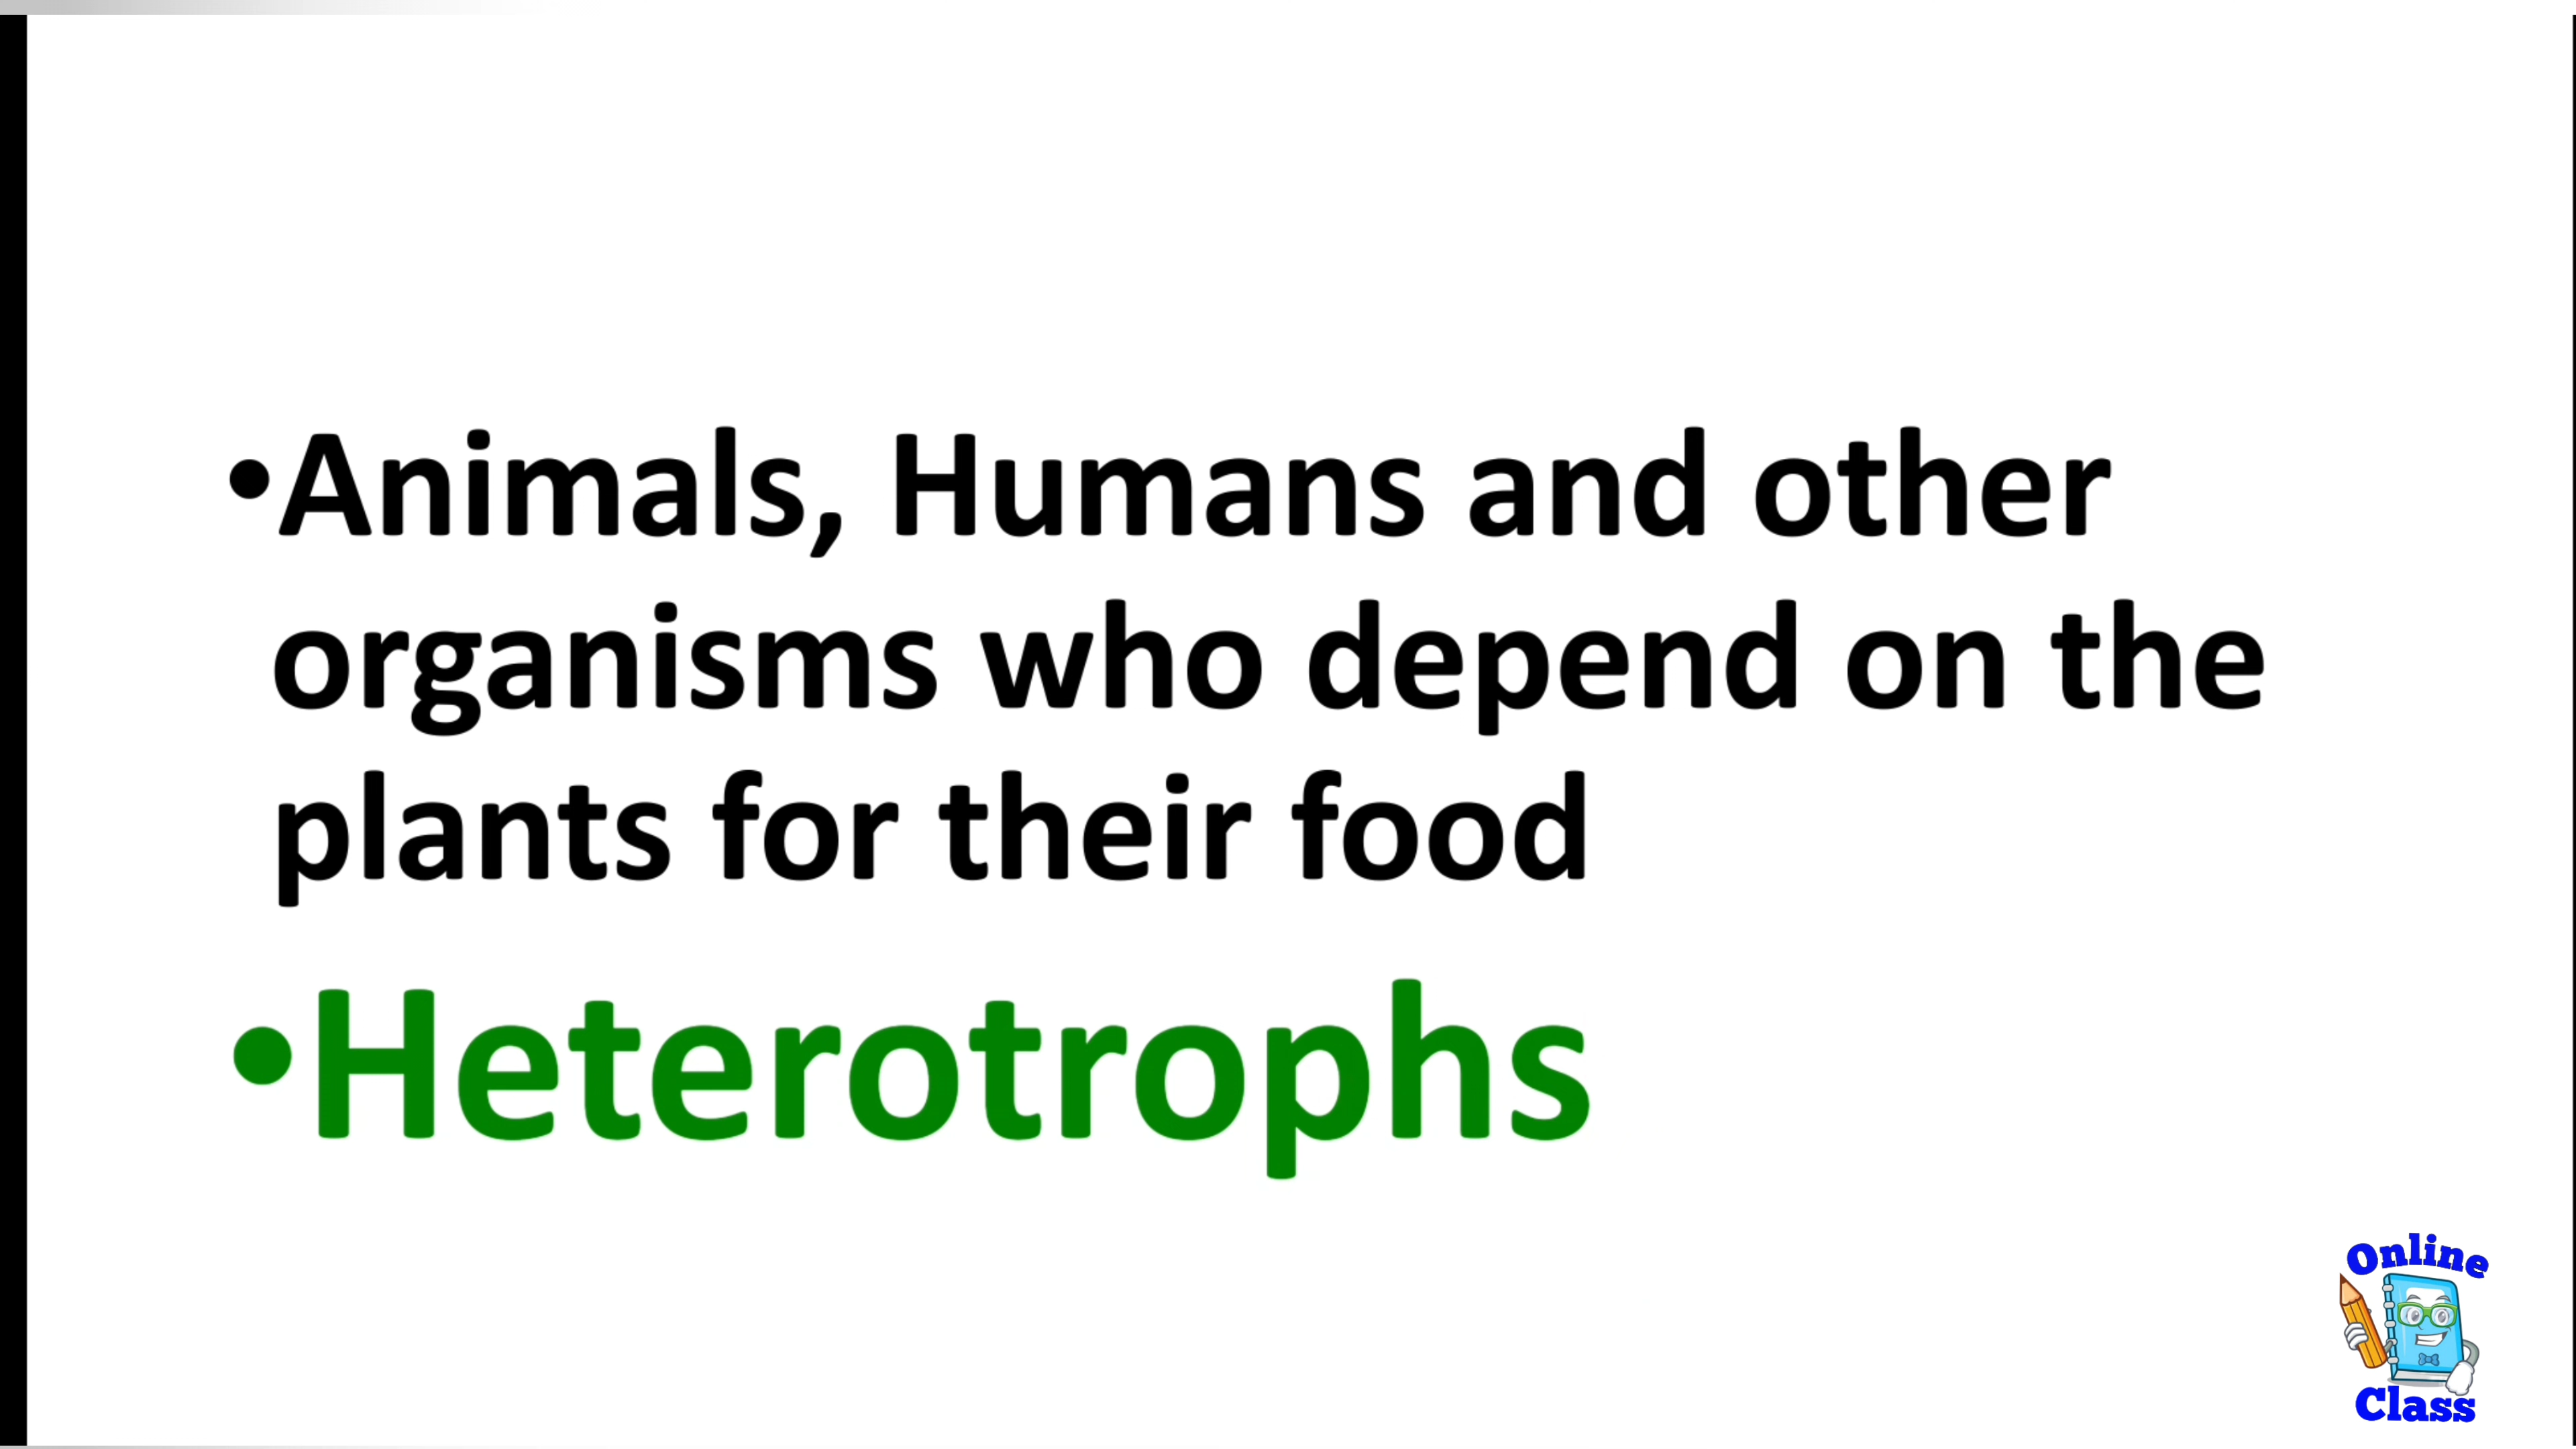 •Animals, Humans and other
organisms who depend on the
plants for their food
•Heterotrophs
Online
Class